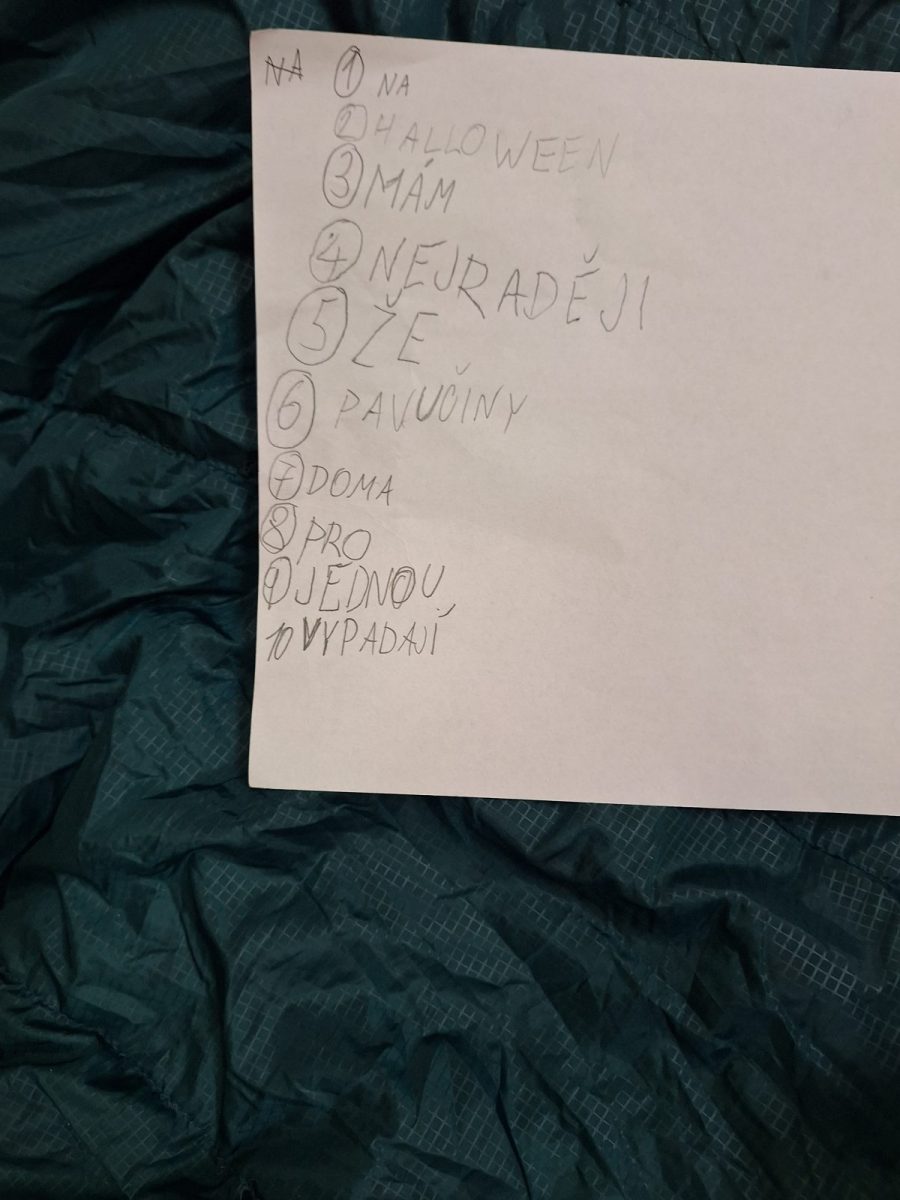 NA 1 NA
2 HALLOWEEN
3 MÁM
4 NEJRADĚJI
5 ŽE
6 PAVUČINY
7 DOMA
8 PRO
9 JEDNOU,
10 VYPADAJÍ